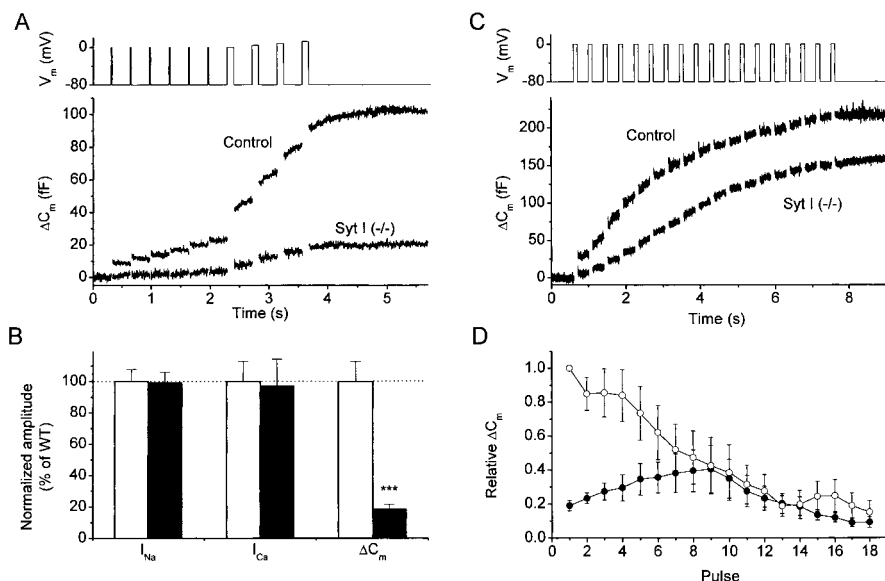 A
V_m (mV)
0
-80
ΔC_m (fF)
100
80
60
40
20
0
Control
Syt I (-/-)
0 1 2 3 4 5
Time (s)
C
V_m (mV)
0
-80
ΔC_m (fF)
250
200
150
100
50
0
Control
Syt I (-/-)
0 2 4 6 8
Time (s)
B
Normalized amplitude
(% of WT)
100
80
60
40
20
0
***
I_Na I_Ca ΔC_m
D
Relative ΔC_m
1.0
0.8
0.6
0.4
0.2
0.0
0 2 4 6 8 10 12 14 16 18
Pulse